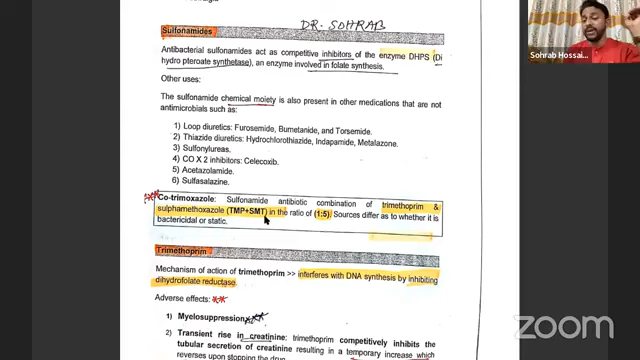 DR. SOHRAB
Sulfonamides
Antibacterial sulfonamides act as competitive inhibitors of the enzyme DHPS (Di
hydro pteroate synthetase), an enzyme involved in folate synthesis.
Other uses:
The sulfonamide chemical moiety is also present in other medications that are not
antimicrobials such as:
1) Loop diuretics: Furosemide, Bumetanide, and Torsemide.
2) Thiazide diuretics: Hydrochlorothiazide, Indapamide, Metalazone.
3) Sulfonylureas.
4) CO X 2 inhibitors: Celecoxib.
5) Acetazolamide.
6) Sulfasalazine.
Co-trimoxazole: Sulfonamide antibiotic combination of trimethoprim &
sulphamethoxazole (TMP+SMT) in the ratio of (1:5). Sources differ as to whether it is
bactericidal or static.
Trimethoprim
Mechanism of action of trimethoprim >> interferes with DNA synthesis by inhibiting
dihydrofolate reductase.
Adverse effects: **
1) Myelosuppression
2) Transient rise in creatinine: trimethoprim competitively inhibits the
tubular secretion of creatinine resulting in a temporary increase which
reverses upon stopping the drug.
Sohrab Hossai...
zoom